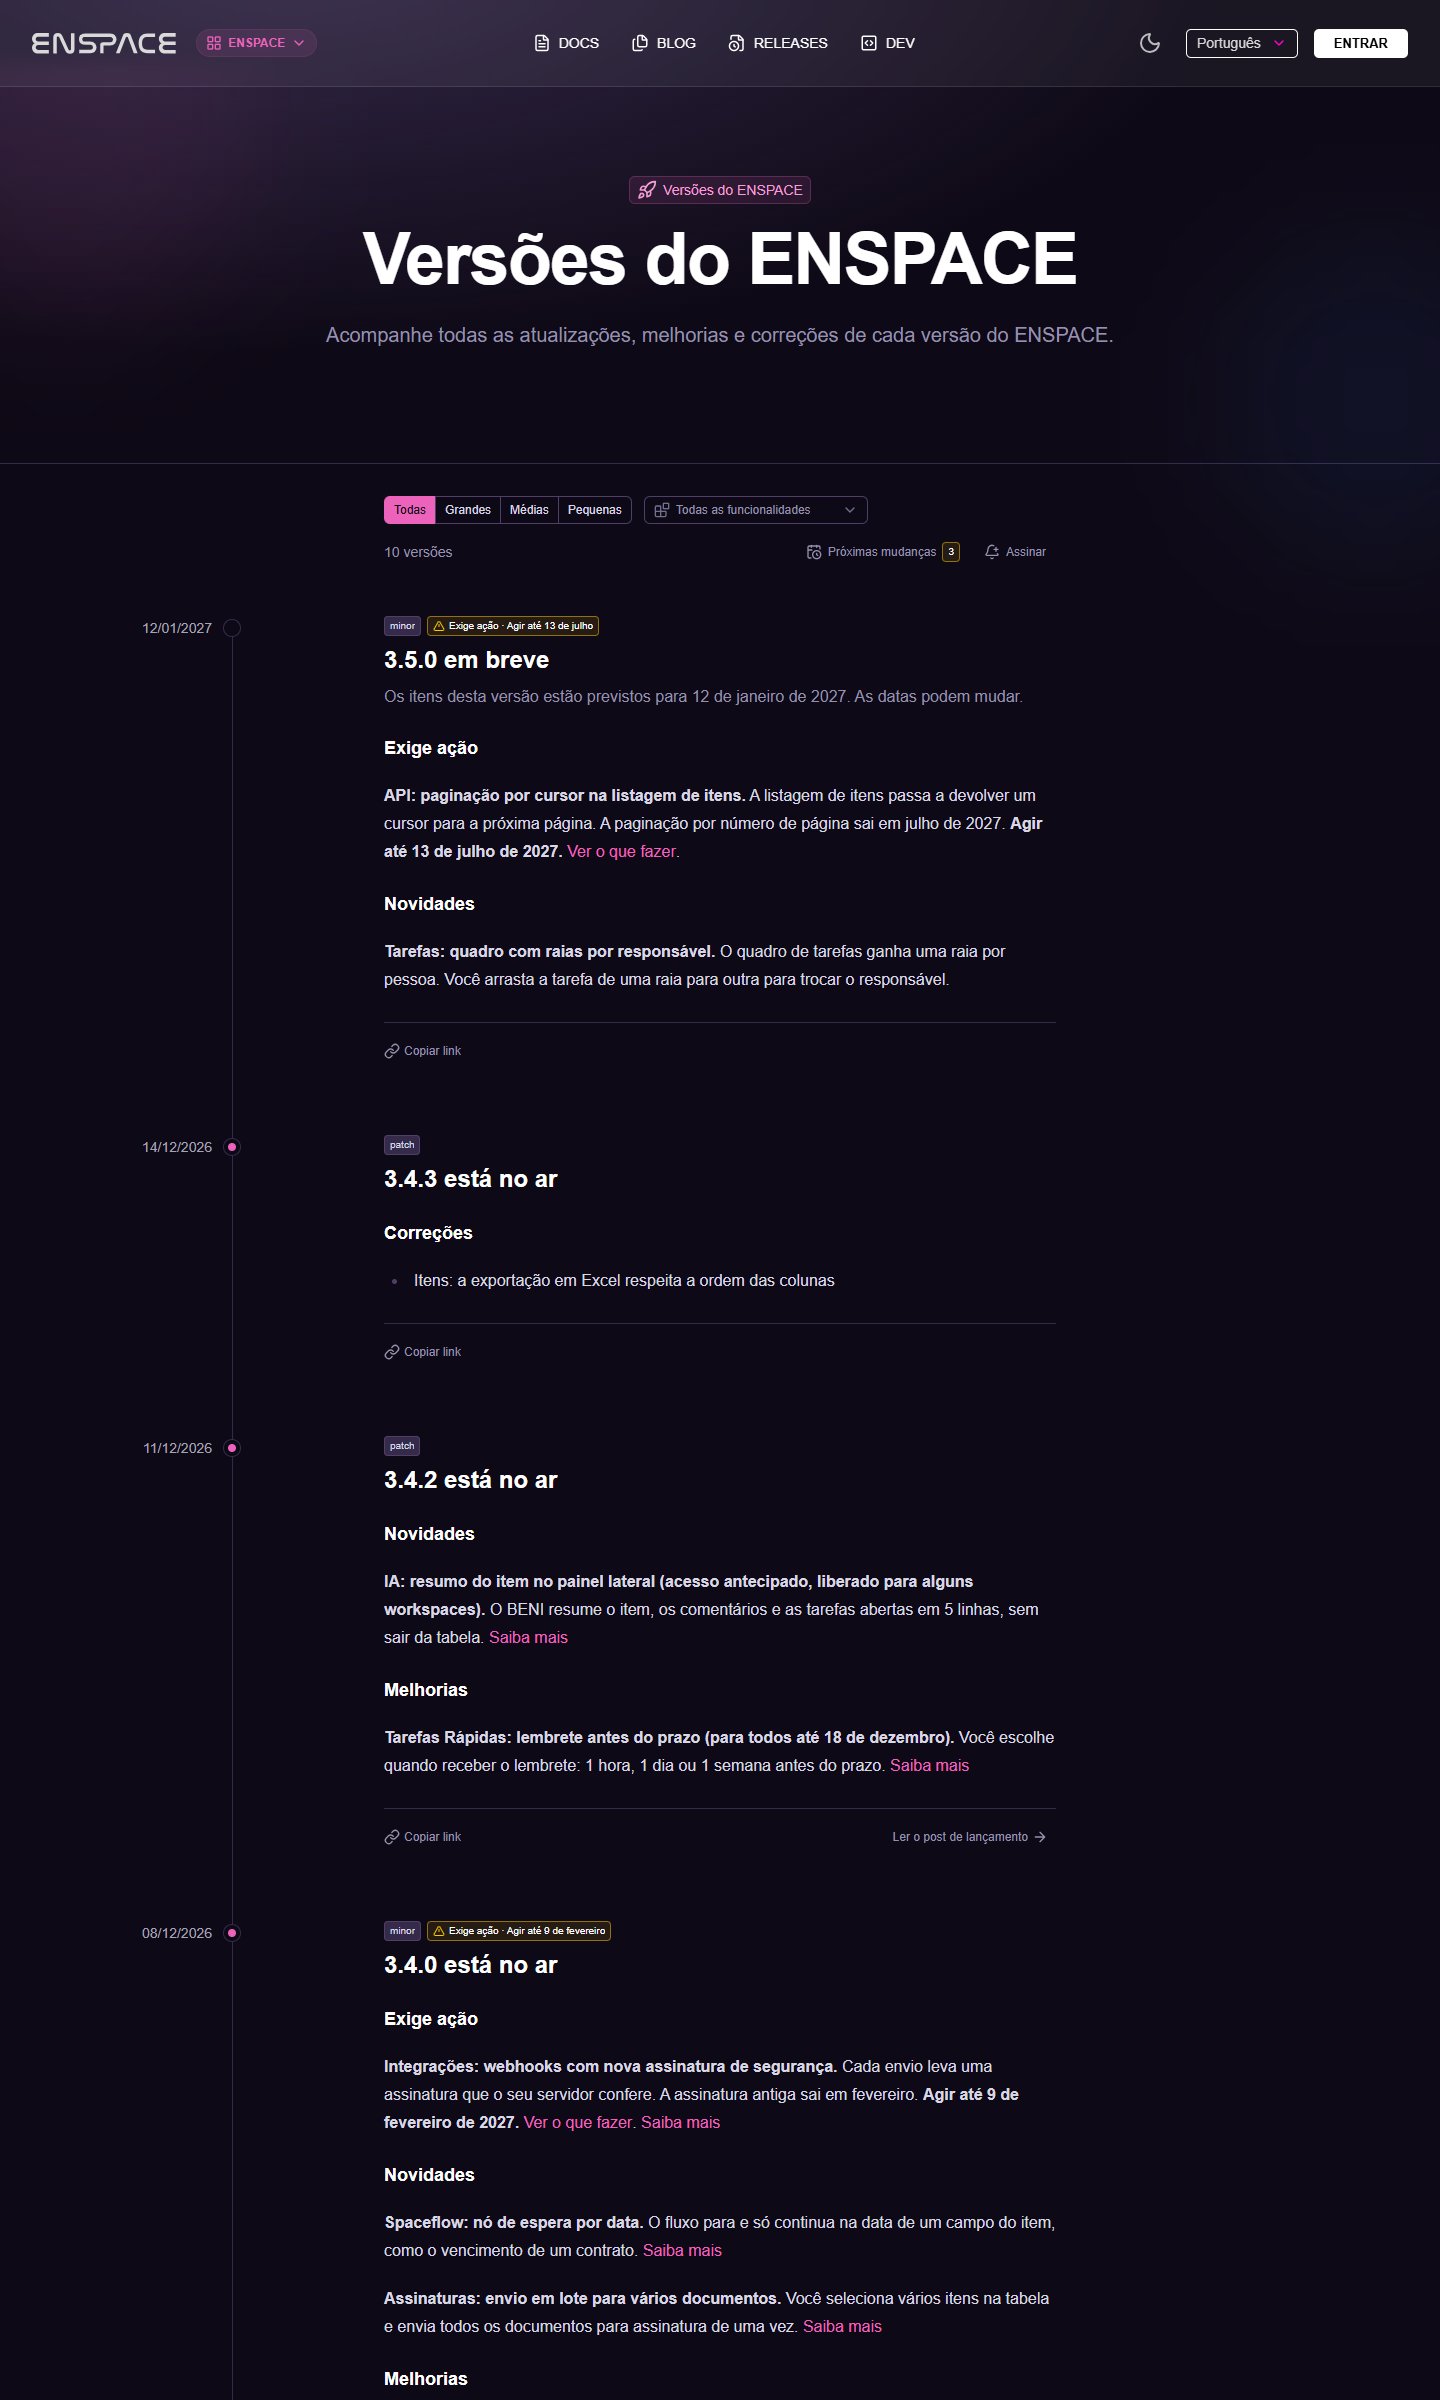 ENSPACE
ENSPACE
DOCS
BLOG
RELEASES
DEV
Português
ENTRAR
Versões do ENSPACE
Versões do ENSPACE
Acompanhe todas as atualizações, melhorias e correções de cada versão do ENSPACE.
Todas
Grandes
Médias
Pequenas
Todas as funcionalidades
10 versões
Próximas mudanças 3
Assinar
12/01/2027
minor
Exige ação · Agir até 13 de julho
3.5.0 em breve
Os itens desta versão estão previstos para 12 de janeiro de 2027. As datas podem mudar.
Exige ação
API: paginação por cursor na listagem de itens. A listagem de itens passa a devolver um
cursor para a próxima página. A paginação por número de página sai em julho de 2027. Agir
até 13 de julho de 2027. Ver o que fazer.
Novidades
Tarefas: quadro com raias por responsável. O quadro de tarefas ganha uma raia por
pessoa. Você arrasta a tarefa de uma raia para outra para trocar o responsável.
Copiar link
14/12/2026
patch
3.4.3 está no ar
Correções
Itens: a exportação em Excel respeita a ordem das colunas
Copiar link
11/12/2026
patch
3.4.2 está no ar
Novidades
IA: resumo do item no painel lateral (acesso antecipado, liberado para alguns
workspaces). O BENI resume o item, os comentários e as tarefas abertas em 5 linhas, sem
sair da tabela. Saiba mais
Melhorias
Tarefas Rápidas: lembrete antes do prazo (para todos até 18 de dezembro). Você escolhe
quando receber o lembrete: 1 hora, 1 dia ou 1 semana antes do prazo. Saiba mais
Copiar link
Ler o post de lançamento
08/12/2026
minor
Exige ação · Agir até 9 de fevereiro
3.4.0 está no ar
Exige ação
Integrações: webhooks com nova assinatura de segurança. Cada envio leva uma
assinatura que o seu servidor confere. A assinatura antiga sai em fevereiro. Agir até 9 de
fevereiro de 2027. Ver o que fazer. Saiba mais
Novidades
Spaceflow: nó de espera por data. O fluxo para e só continua na data de um campo do item,
como o vencimento de um contrato. Saiba mais
Assinaturas: envio em lote para vários documentos. Você seleciona vários itens na tabela
e envia todos os documentos para assinatura de uma vez. Saiba mais
Melhorias